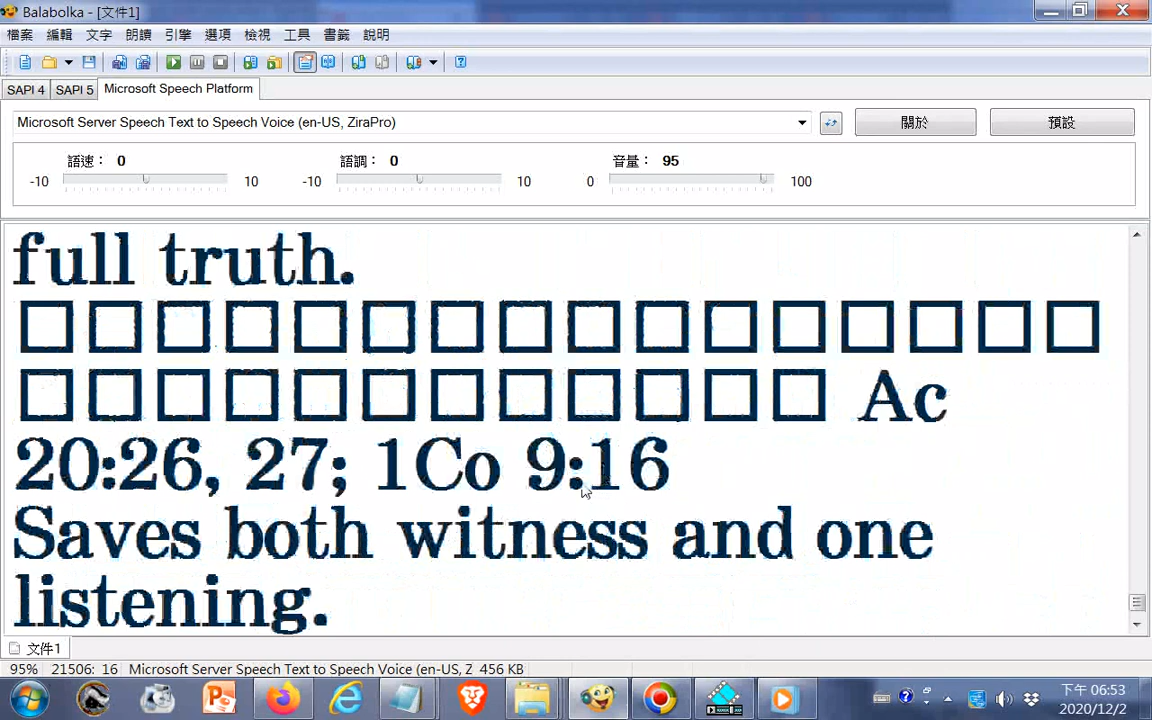 Balabolka - [文件1]
檔案 編輯 文字 朗讀 引擎 選項 檢視 工具 書籤 說明
SAPI 4 SAPI 5 Microsoft Speech Platform
Microsoft Server Speech Text to Speech Voice (en-US, ZiraPro) 關於 預設
語速： 0 語調： 0 音量： 95
-10 10 -10 10 0 100
full truth.
□□□□□□□□□□□□□□□□
□□□□□□□□□□□□ Ac
20:26, 27; 1Co 9:16
Saves both witness and one
listening.
文件1
95% 21506: 16 Microsoft Server Speech Text to Speech Voice (en-US, Z 456 KB
下午 06:53
2020/12/2